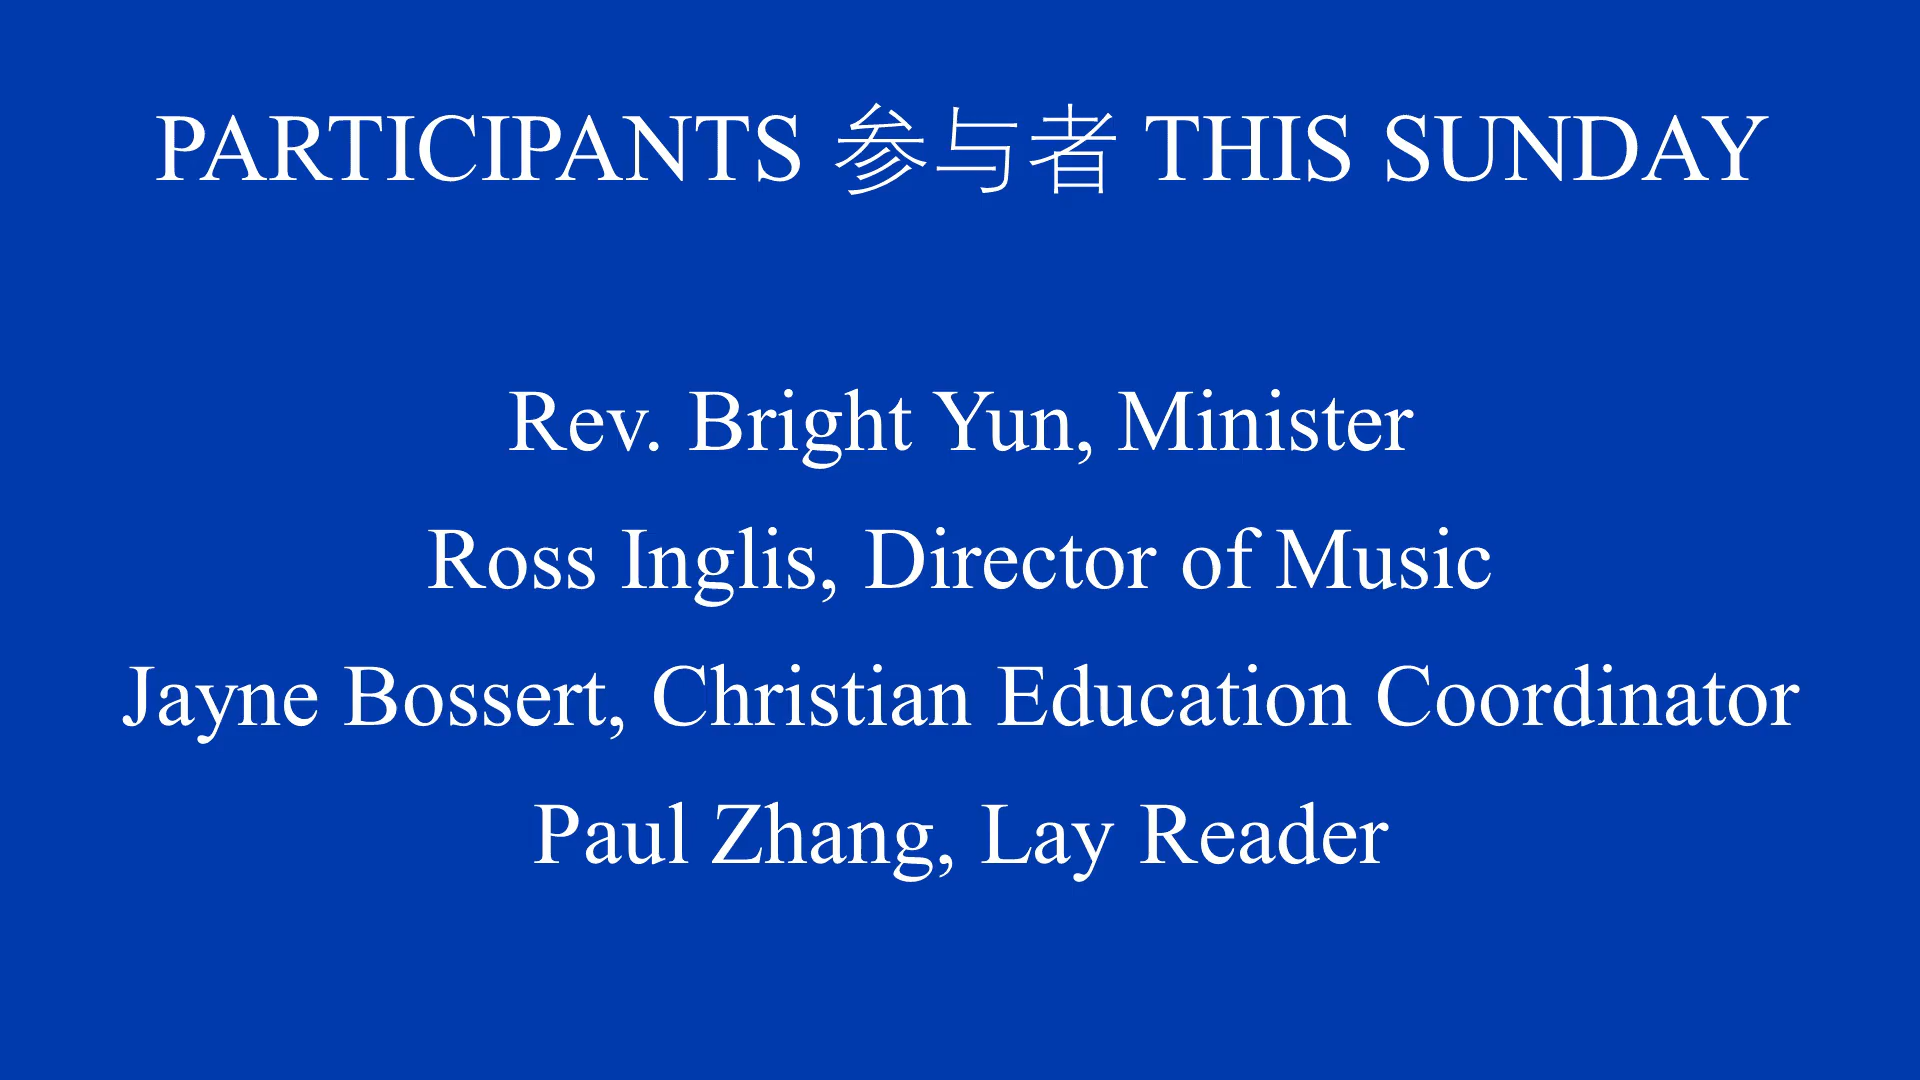 PARTICIPANTS 参与者 THIS SUNDAY
Rev. Bright Yun, Minister
Ross Inglis, Director of Music
Jayne Bossert, Christian Education Coordinator
Paul Zhang, Lay Reader